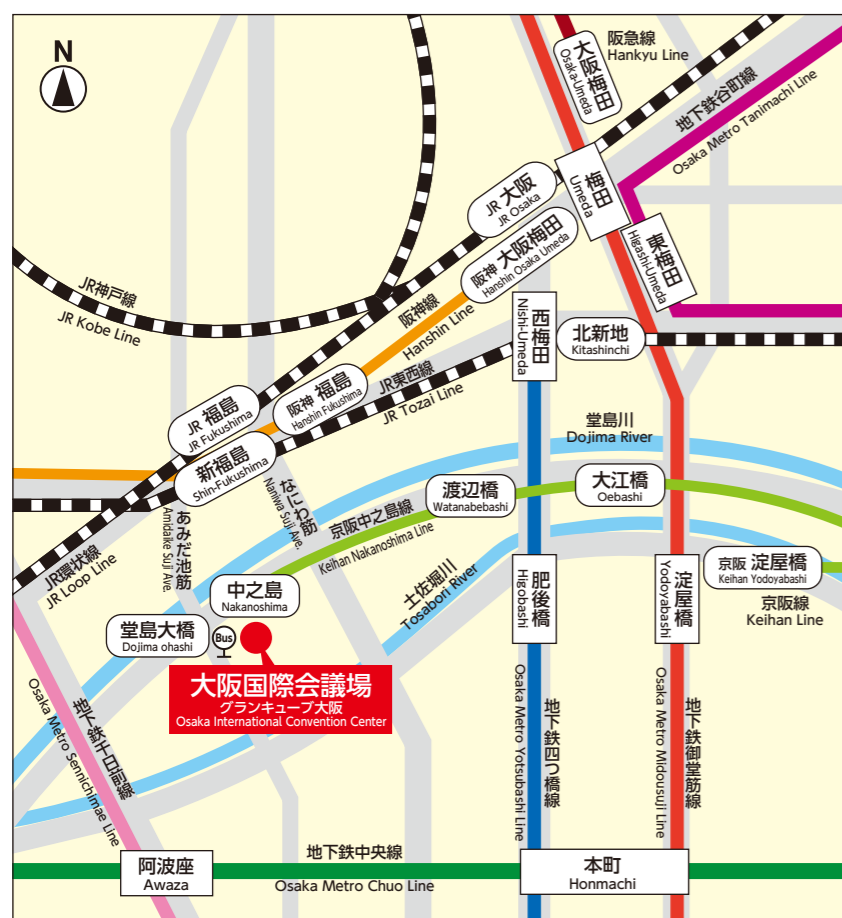 N
阪急線
Hankyu Line
大阪梅田
Osaka-Umeda
地下鉄谷町線
Osaka Metro Tanimachi Line
梅田
Umeda
JR 大阪
JR Osaka
阪神 大阪梅田
Hanshin Osaka Umeda
東梅田
Higashi-Umeda
JR神戸線
JR Kobe Line
阪神線
Hanshin Line
西梅田
Nishi-Umeda
北新地
Kitashinchi
JR東西線
JR Tozai Line
阪神 福島
Hanshin Fukushima
JR 福島
JR Fukushima
新福島
Shin-Fukushima
堂島川
Dojima River
なにわ筋
Naniwa Suji Ave.
あみだ池筋
Amidaike Suji Ave.
渡辺橋
Watanabebashi
大江橋
Oebashi
京阪中之島線
Keihan Nakanoshima Line
JR環状線
JR Loop Line
中之島
Nakanoshima
土佐堀川
Tosabori River
肥後橋
Higobashi
淀屋橋
Yodoyabashi
京阪 淀屋橋
Keihan Yodoyabashi
京阪線
Keihan Line
堂島大橋
Dojima ohashi
Bus
大阪国際会議場
グランキューブ大阪
Osaka International Convention Center
地下鉄千日前線
Osaka Metro Sennichimae Line
地下鉄四つ橋線
Osaka Metro Yotsubashi Line
地下鉄御堂筋線
Osaka Metro Midousuji Line
阿波座
Awaza
地下鉄中央線
Osaka Metro Chuo Line
本町
Honmachi